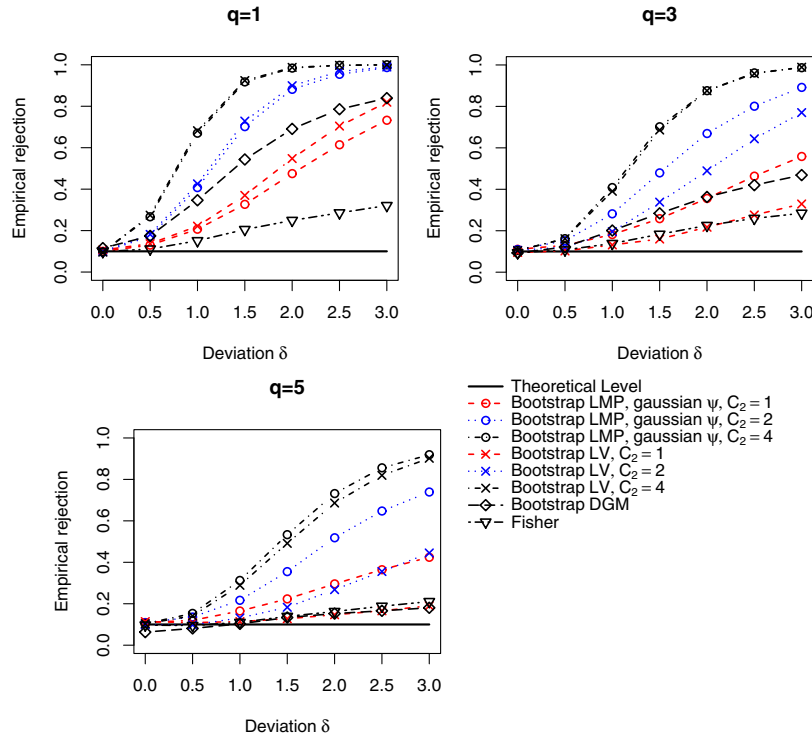 q=1
Empirical rejection
1.0
0.8
0.6
0.4
0.2
0.0
0.0 0.5 1.0 1.5 2.0 2.5 3.0
Deviation δ
q=3
Empirical rejection
1.0
0.8
0.6
0.4
0.2
0.0
0.0 0.5 1.0 1.5 2.0 2.5 3.0
Deviation δ
q=5
Empirical rejection
1.0
0.8
0.6
0.4
0.2
0.0
0.0 0.5 1.0 1.5 2.0 2.5 3.0
Deviation δ
Theoretical Level
Bootstrap LMP, gaussian ψ, C₂ = 1
Bootstrap LMP, gaussian ψ, C₂ = 2
Bootstrap LMP, gaussian ψ, C₂ = 4
Bootstrap LV, C₂ = 1
Bootstrap LV, C₂ = 2
Bootstrap LV, C₂ = 4
Bootstrap DGM
Fisher